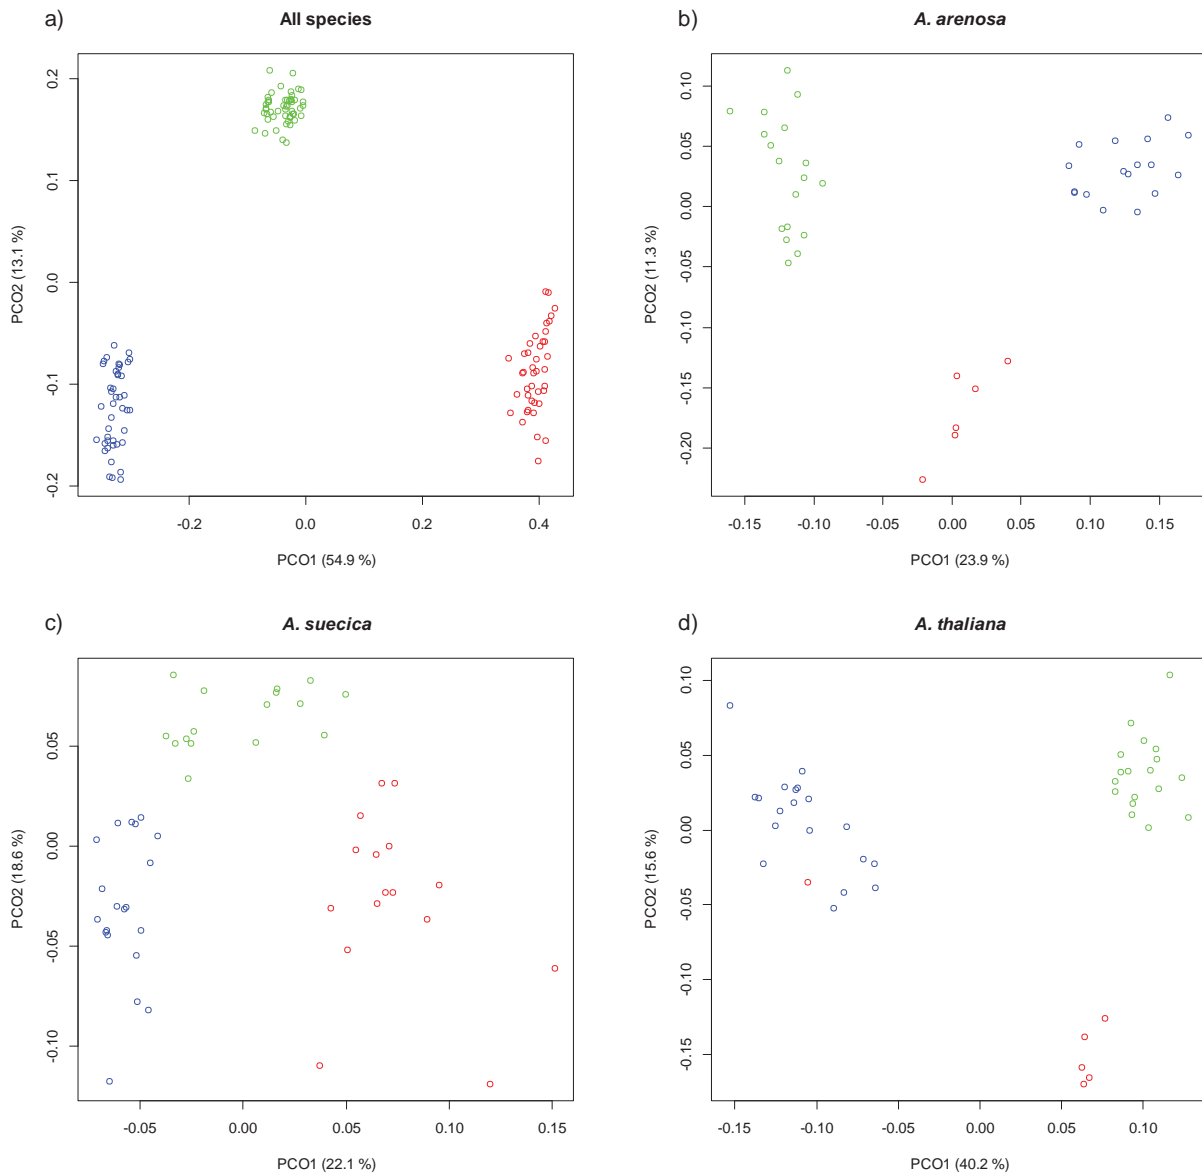 a)
All species
0.2
0.1
0.0
-0.1
-0.2
PCO2 (13.1 %)
-0.2
0.0
0.2
0.4
PCO1 (54.9 %)
b)
A. arenosa
0.10
0.05
0.00
-0.05
-0.10
-0.15
-0.20
PCO2 (11.3 %)
-0.15
-0.10
-0.05
0.00
0.05
0.10
0.15
PCO1 (23.9 %)
c)
A. suecica
0.05
0.00
-0.05
-0.10
PCO2 (18.6 %)
-0.05
0.00
0.05
0.10
0.15
PCO1 (22.1 %)
d)
A. thaliana
0.10
0.05
0.00
-0.05
-0.10
-0.15
PCO2 (15.6 %)
-0.15
-0.10
-0.05
0.00
0.05
0.10
PCO1 (40.2 %)